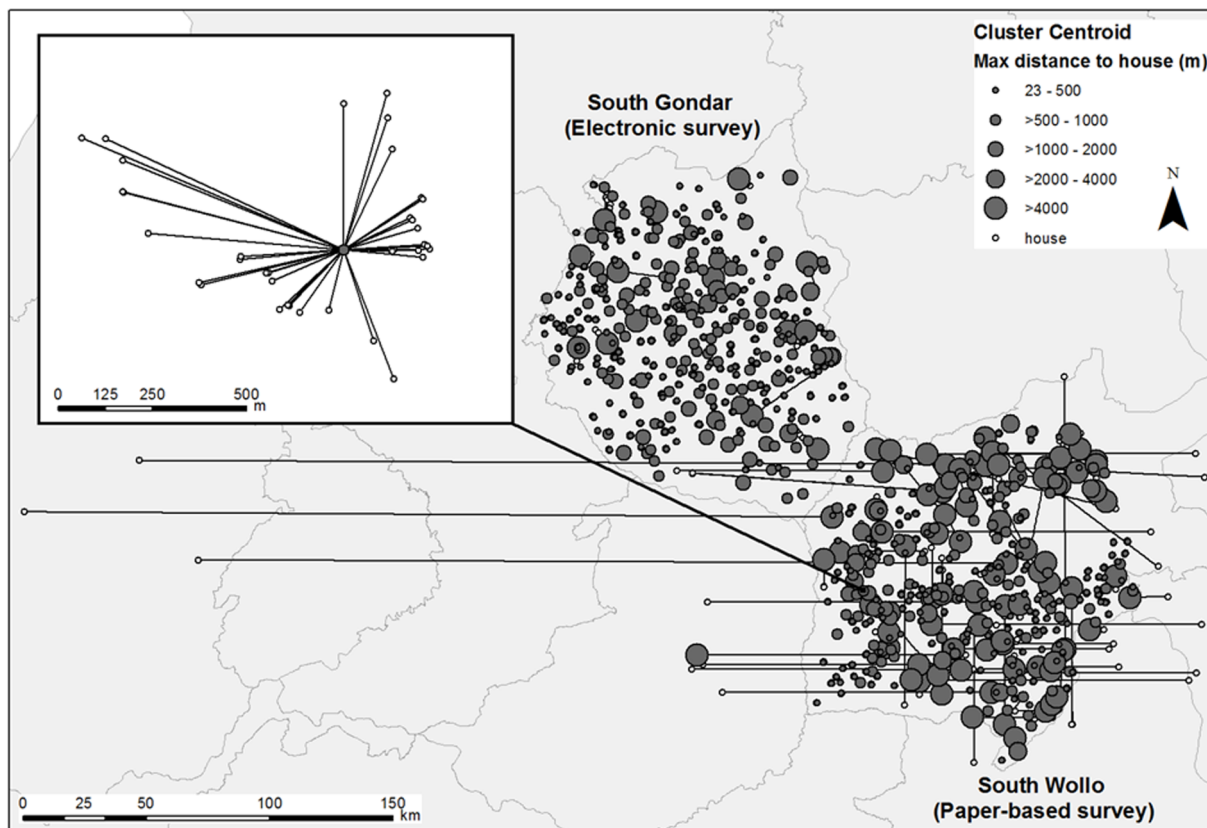 Cluster Centroid
Max distance to house (m)
23 - 500
>500 - 1000
>1000 - 2000
>2000 - 4000
>4000
house
N
South Gondar
(Electronic survey)
0 125 250 500
m
South Wollo
(Paper-based survey)
0 25 50 100 150
km